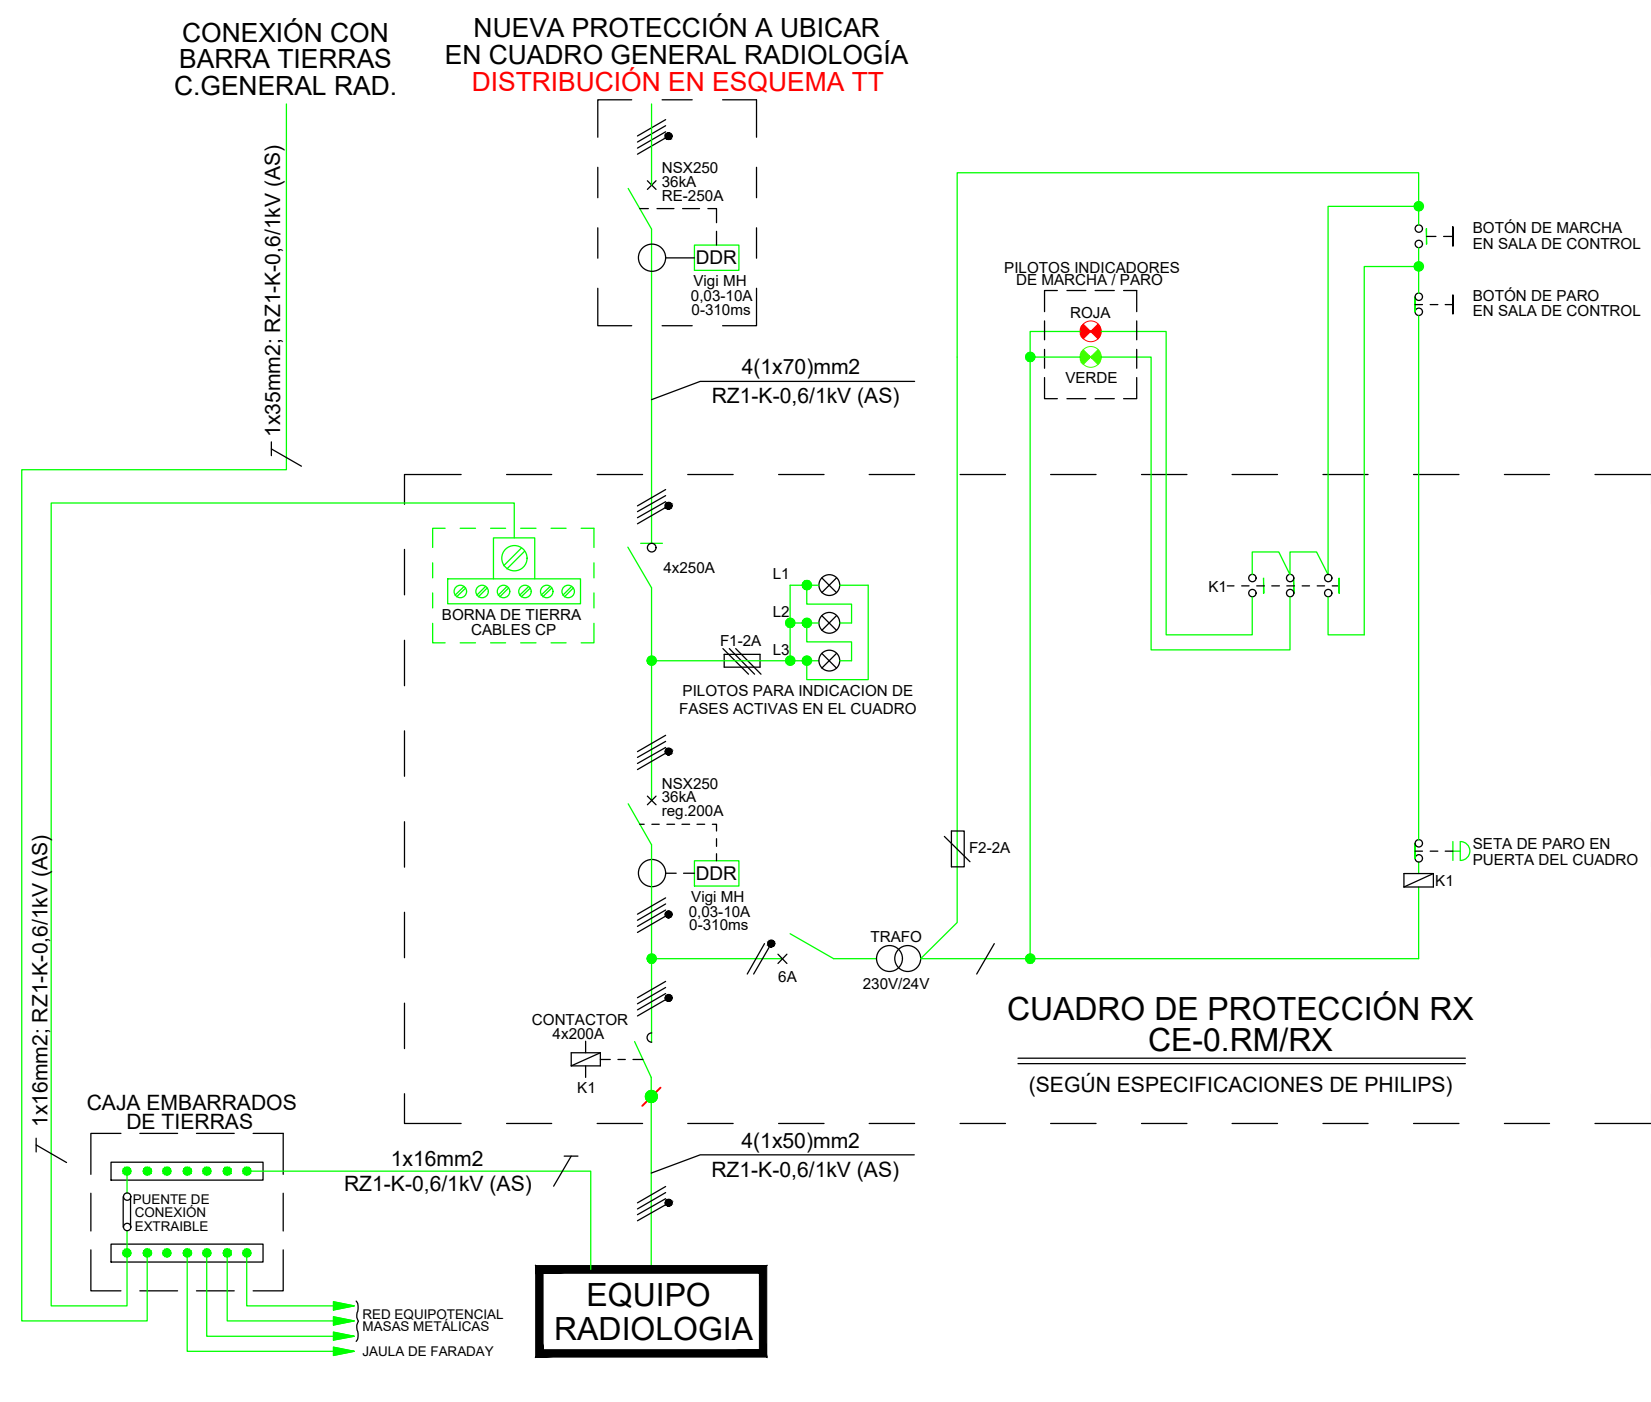 CONEXIÓN CON
BARRA TIERRAS
C.GENERAL RAD.
NUEVA PROTECCIÓN A UBICAR
EN CUADRO GENERAL RADIOLOGÍA
DISTRIBUCIÓN EN ESQUEMA TT
1x35mm2; RZ1-K-0,6/1kV (AS)
NSX250
36kA
RE-250A
DDR
Vigi MH
0,03-10A
0-310ms
4(1x70)mm2
RZ1-K-0,6/1kV (AS)
PILOTOS INDICADORES
DE MARCHA / PARO
ROJA
VERDE
BOTÓN DE MARCHA
EN SALA DE CONTROL
BOTÓN DE PARO
EN SALA DE CONTROL
BORNA DE TIERRA
CABLES CP
4x250A
L1
L2
L3
F1-2A
PILOTOS PARA INDICACION DE
FASES ACTIVAS EN EL CUADRO
K1
NSX250
36kA
reg.200A
DDR
Vigi MH
0,03-10A
0-310ms
F2-2A
SETA DE PARO EN
PUERTA DEL CUADRO
K1
6A
TRAFO
230V/24V
CONTACTOR
4x200A
K1
CUADRO DE PROTECCIÓN RX
CE-0.RM/RX
(SEGÚN ESPECIFICACIONES DE PHILIPS)
1x16mm2; RZ1-K-0,6/1kV (AS)
CAJA EMBARRADOS
DE TIERRAS
PUENTE DE
CONEXIÓN
EXTRAIBLE
1x16mm2
RZ1-K-0,6/1kV (AS)
4(1x50)mm2
RZ1-K-0,6/1kV (AS)
EQUIPO
RADIOLOGIA
RED EQUIPOTENCIAL
MASAS METÁLICAS
JAULA DE FARADAY